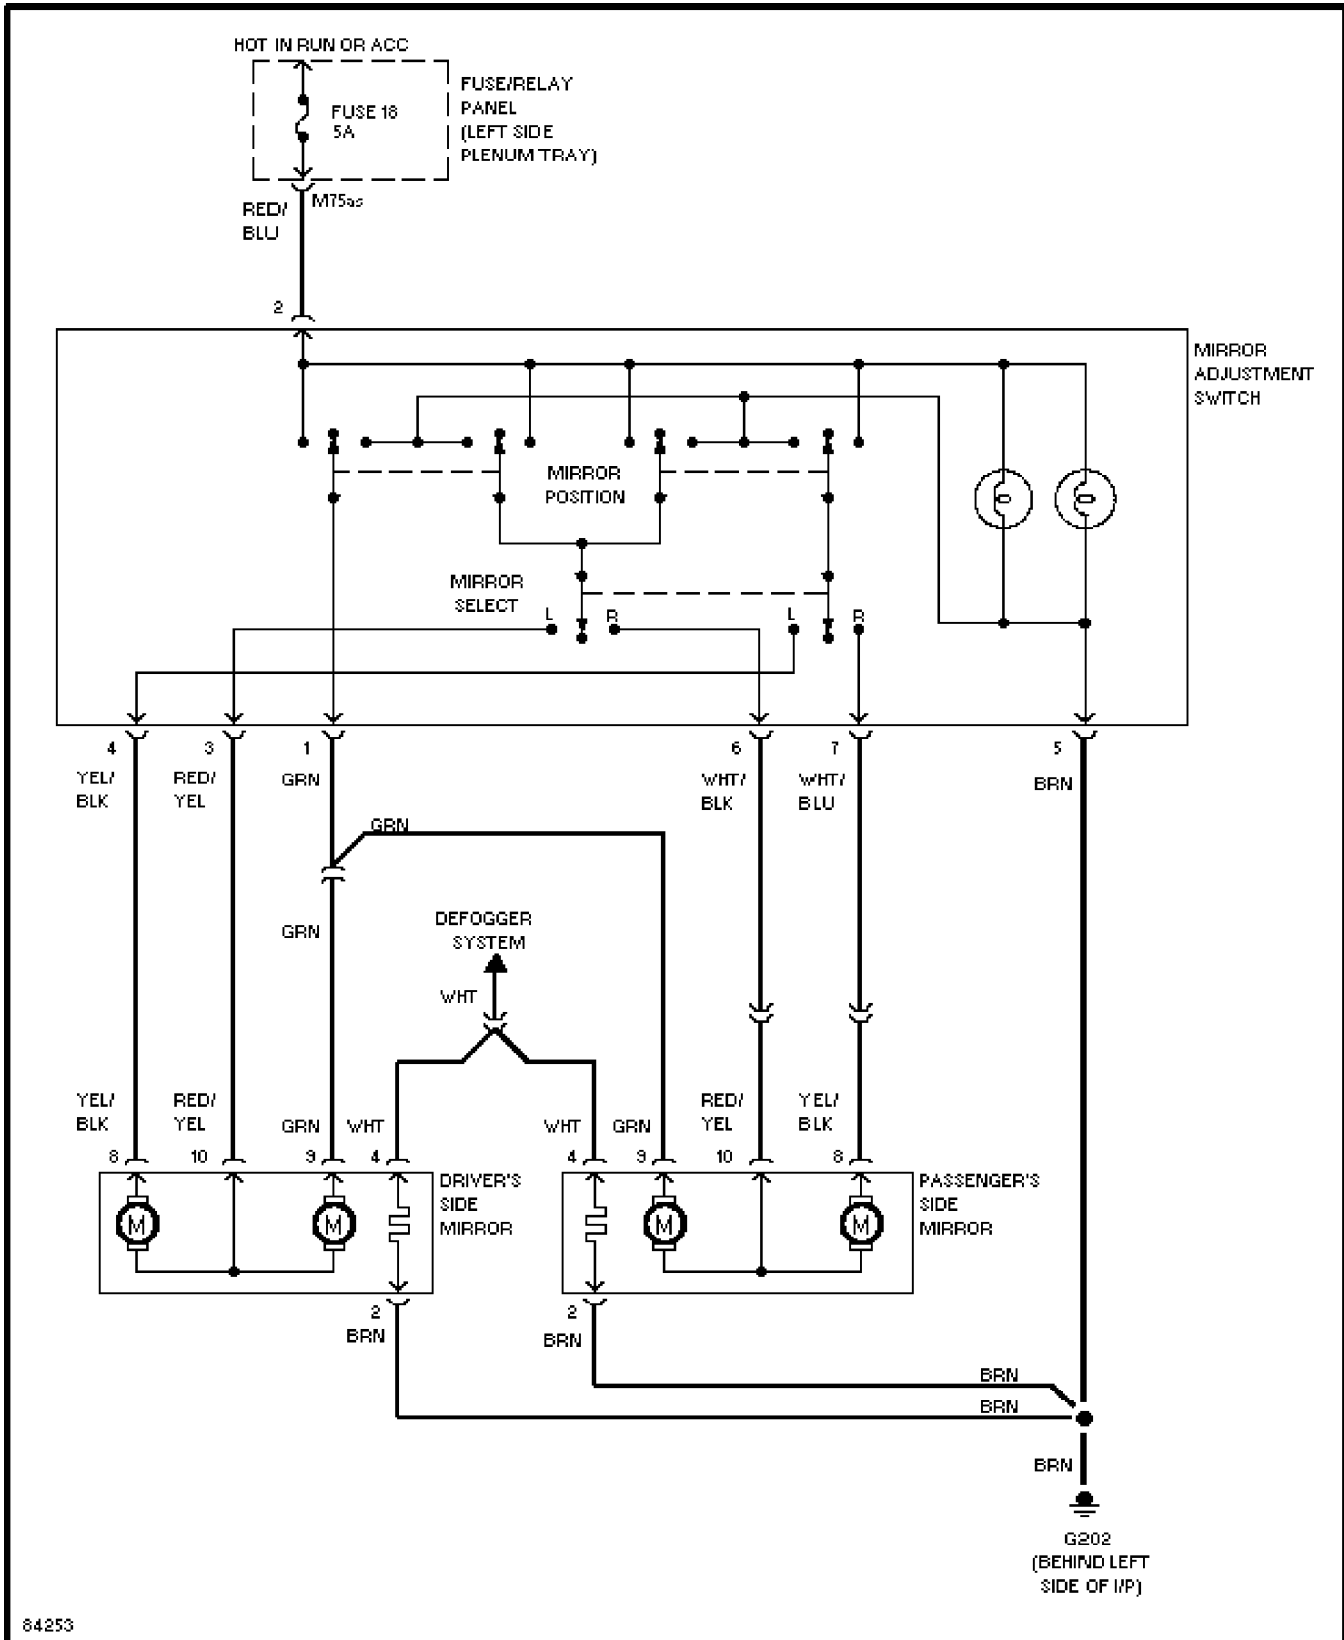 HOT IN RUN OR ACC
FUSE 18
5A
FUSE/RELAY
PANEL
(LEFT SIDE
PLENUM TRAY)
M75as
RED/
BLU
2
MIRROR
ADJUSTMENT
SWITCH
MIRROR
POSITION
MIRROR
SELECT
L
R
L
R
4
3
1
6
7
5
YEL/
BLK
RED/
YEL
GRN
WHT/
BLK
WHT/
BLU
BRN
GRN
GRN
DEFOGGER
SYSTEM
WHT
YEL/
BLK
RED/
YEL
GRN
WHT
WHT
GRN
RED/
YEL
YEL/
BLK
8
10
9
4
4
9
10
8
DRIVER'S
SIDE
MIRROR
PASSENGER'S
SIDE
MIRROR
M
M
M
M
2
BRN
2
BRN
BRN
BRN
BRN
G202
(BEHIND LEFT
SIDE OF I/P)
84253